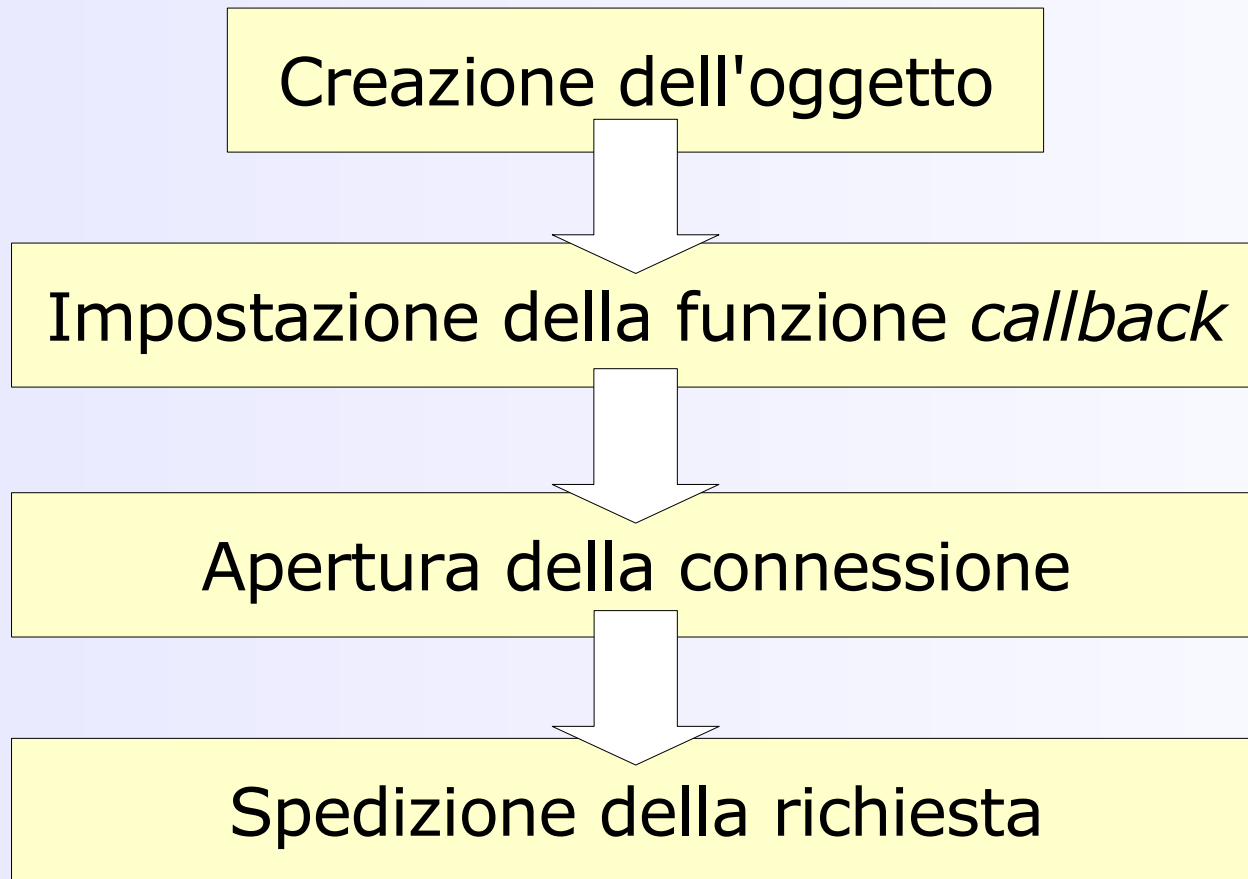 Creazione dell'oggetto
Impostazione della funzione callback
Apertura della connessione
Spedizione della richiesta